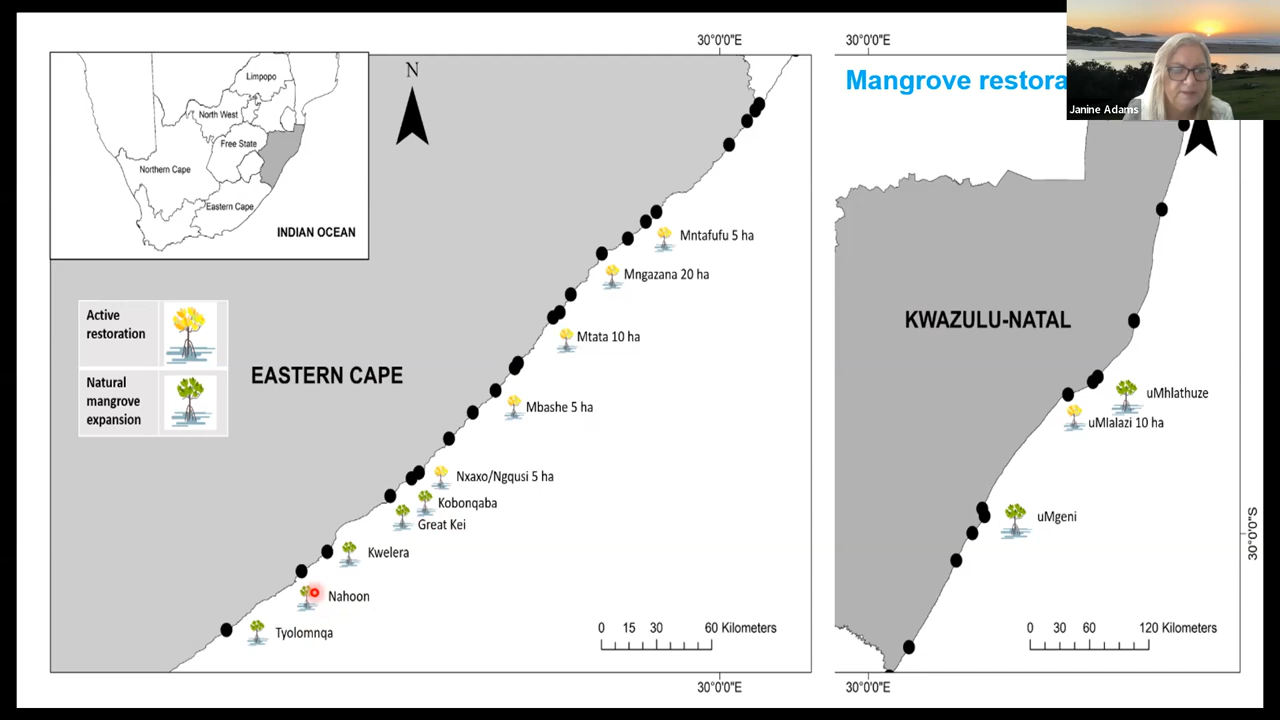 30°0'0"E
30°0'0"E
Mangrove restora
Janine Adams
N
Limpopo
North West
Free State
Northern Cape
Eastern Cape
INDIAN OCEAN
Mntafufu 5 ha
Mngazana 20 ha
Active
restoration
Mtata 10 ha
KWAZULU-NATAL
EASTERN CAPE
Natural
mangrove
expansion
Mbashe 5 ha
uMhlathuze
uMlalazi 10 ha
Nxaxo/Ngqusi 5 ha
Kobonqaba
Great Kei
uMgeni
30°0'0"S
Kwelera
Nahoon
Tyolomnqa
0 15 30 60 Kilometers
0 30 60 120 Kilometers
30°0'0"E
30°0'0"E